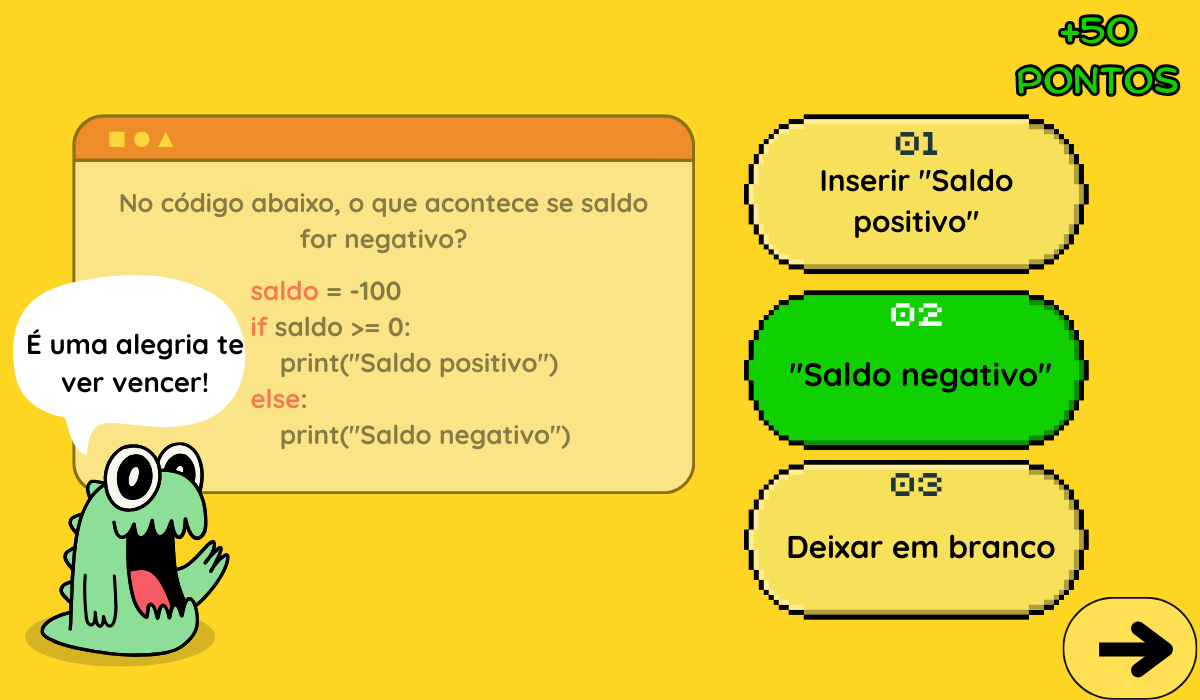 +50
PONTOS
No código abaixo, o que acontece se saldo
for negativo?
saldo = -100
if saldo >= 0:
print("Saldo positivo")
else:
print("Saldo negativo")
É uma alegria te
ver vencer!
01
Inserir "Saldo
positivo"
02
"Saldo negativo"
03
Deixar em branco